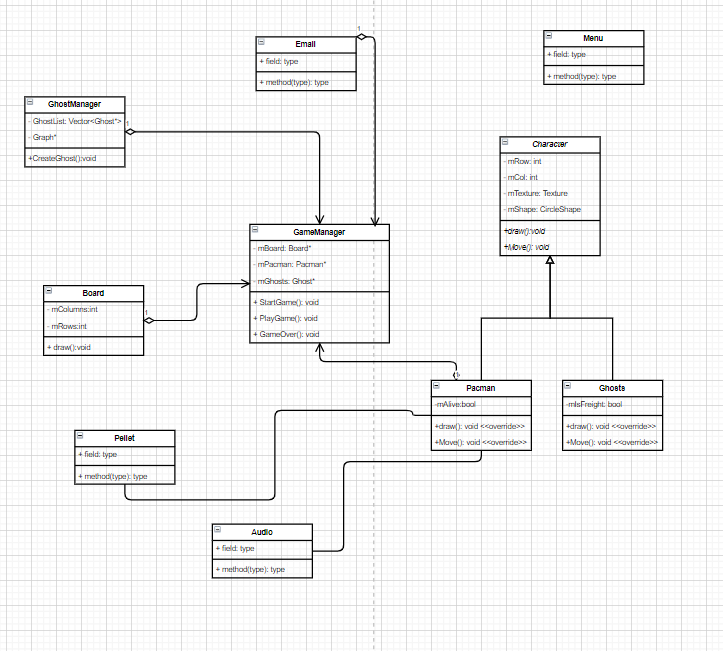 1
Email
+ field: type
+ method(type): type
Menu
+ field: type
+ method(type): type
GhostManager
- GhostList: Vector<Ghost*>
- Graph*
+CreateGhost():void
1
Character
- mRow: int
- mCol: int
- mTexture: Texture
- mShape: CircleShape
+draw():void
+Move(): void
GameManager
- mBoard: Board*
- mPacman: Pacman*
- mGhosts: Ghost*
+ StartGame(): void
+ PlayGame(): void
+ GameOver(): void
Board
- mColumns:int
- mRows:int
+ draw():void
1
1
Pacman
-mAlive:bool
+draw(): void <<override>>
+Move(): void <<override>>
Ghosts
-mIsFreight: bool
+draw(): void <<override>>
+Move(): void <<override>>
Pellet
+ field: type
+ method(type): type
Audio
+ field: type
+ method(type): type